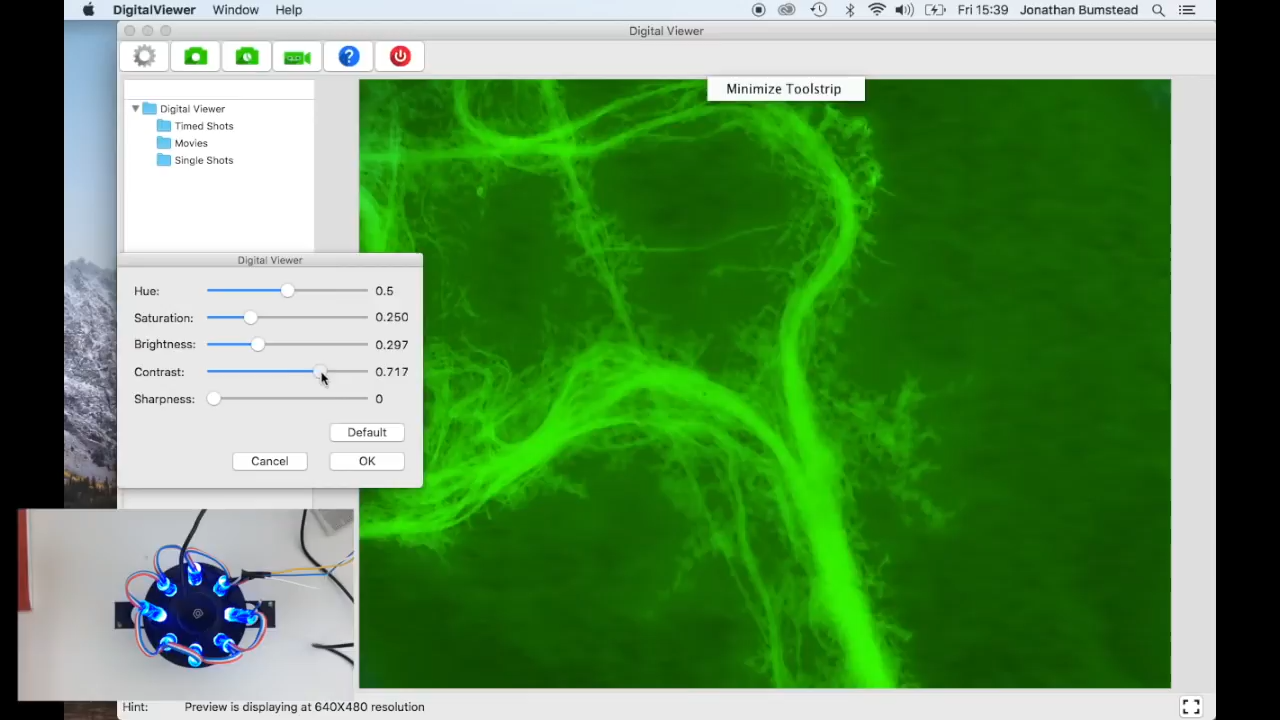 DigitalViewer Window Help Fri 15:39 Jonathan Bumstead
Digital Viewer
Minimize Toolstrip
Digital Viewer
Timed Shots
Movies
Single Shots
Digital Viewer
Hue: 0.5
Saturation: 0.250
Brightness: 0.297
Contrast: 0.717
Sharpness: 0
Default
Cancel OK
Hint: Preview is displaying at 640X480 resolution